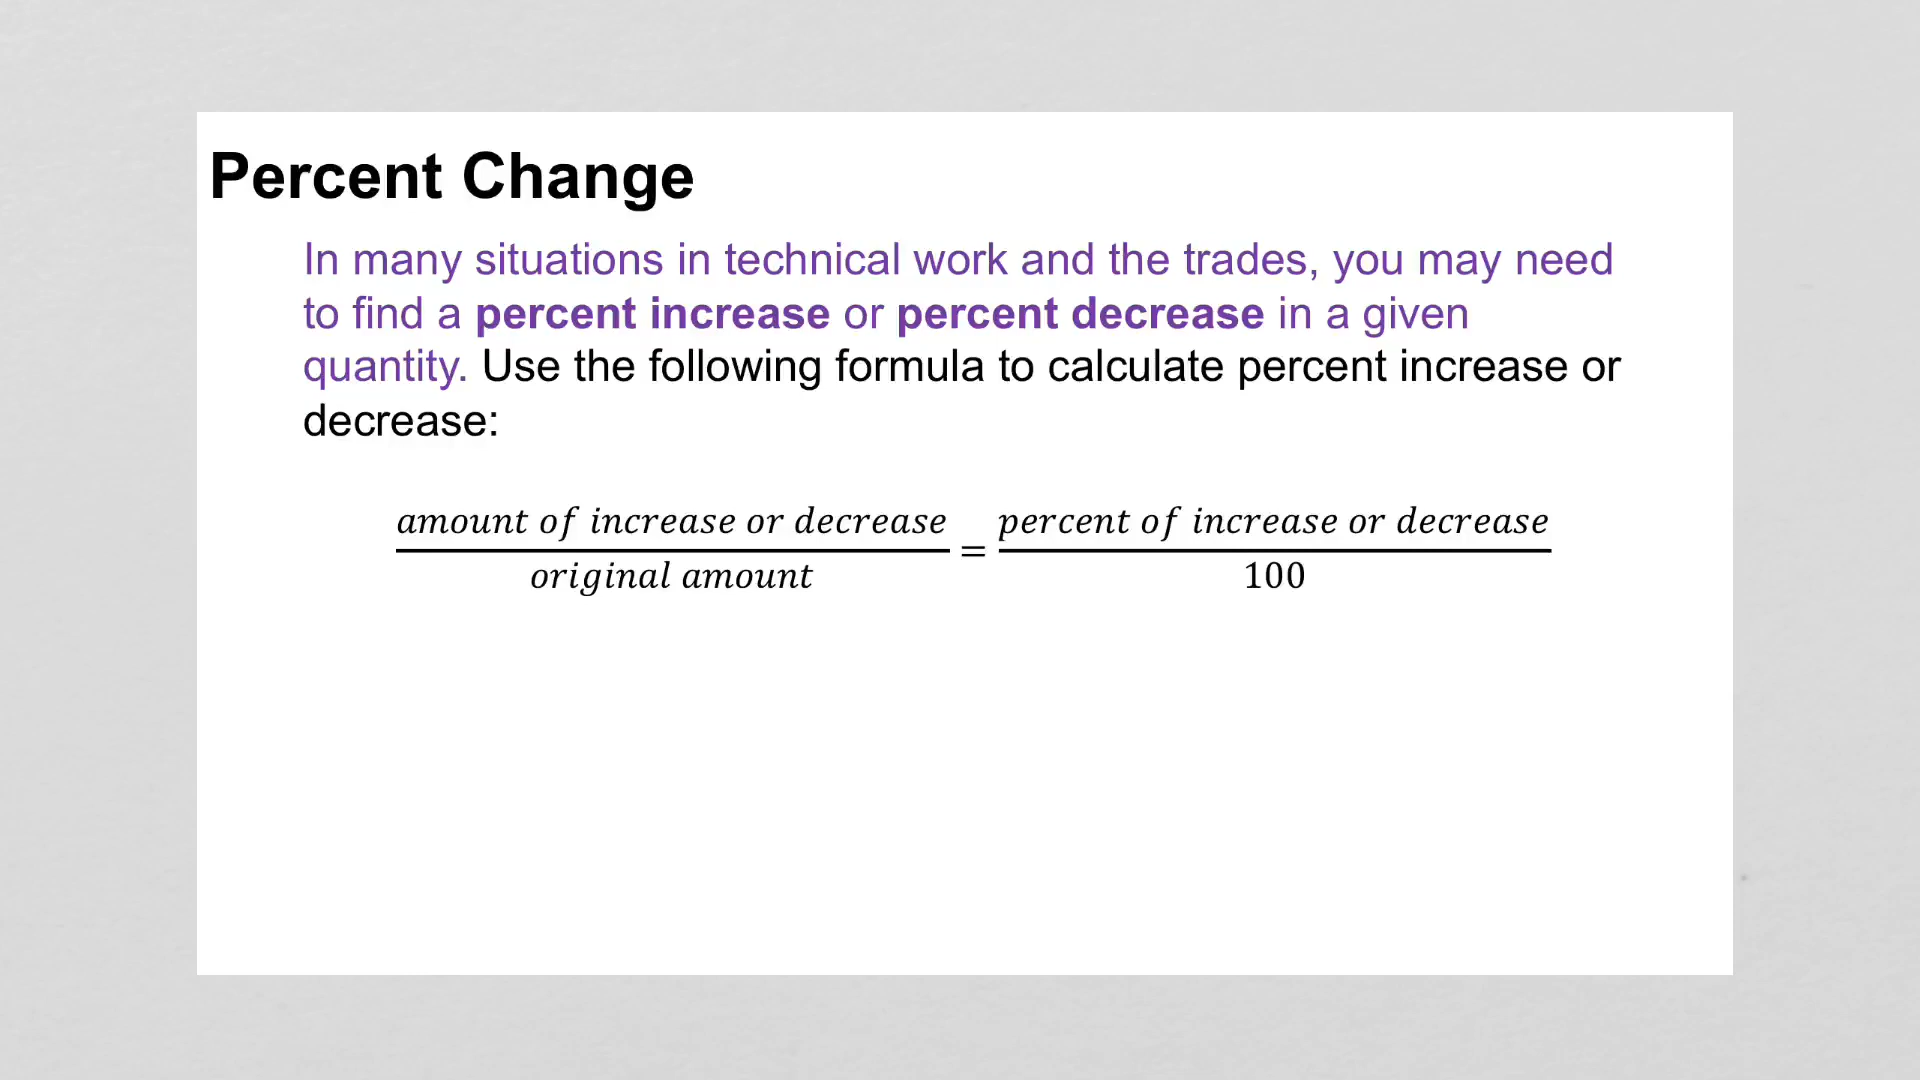 Percent Change
In many situations in technical work and the trades, you may need
to find a percent increase or percent decrease in a given
quantity. Use the following formula to calculate percent increase or
decrease:
amount of increase or decrease / original amount = percent of increase or decrease / 100